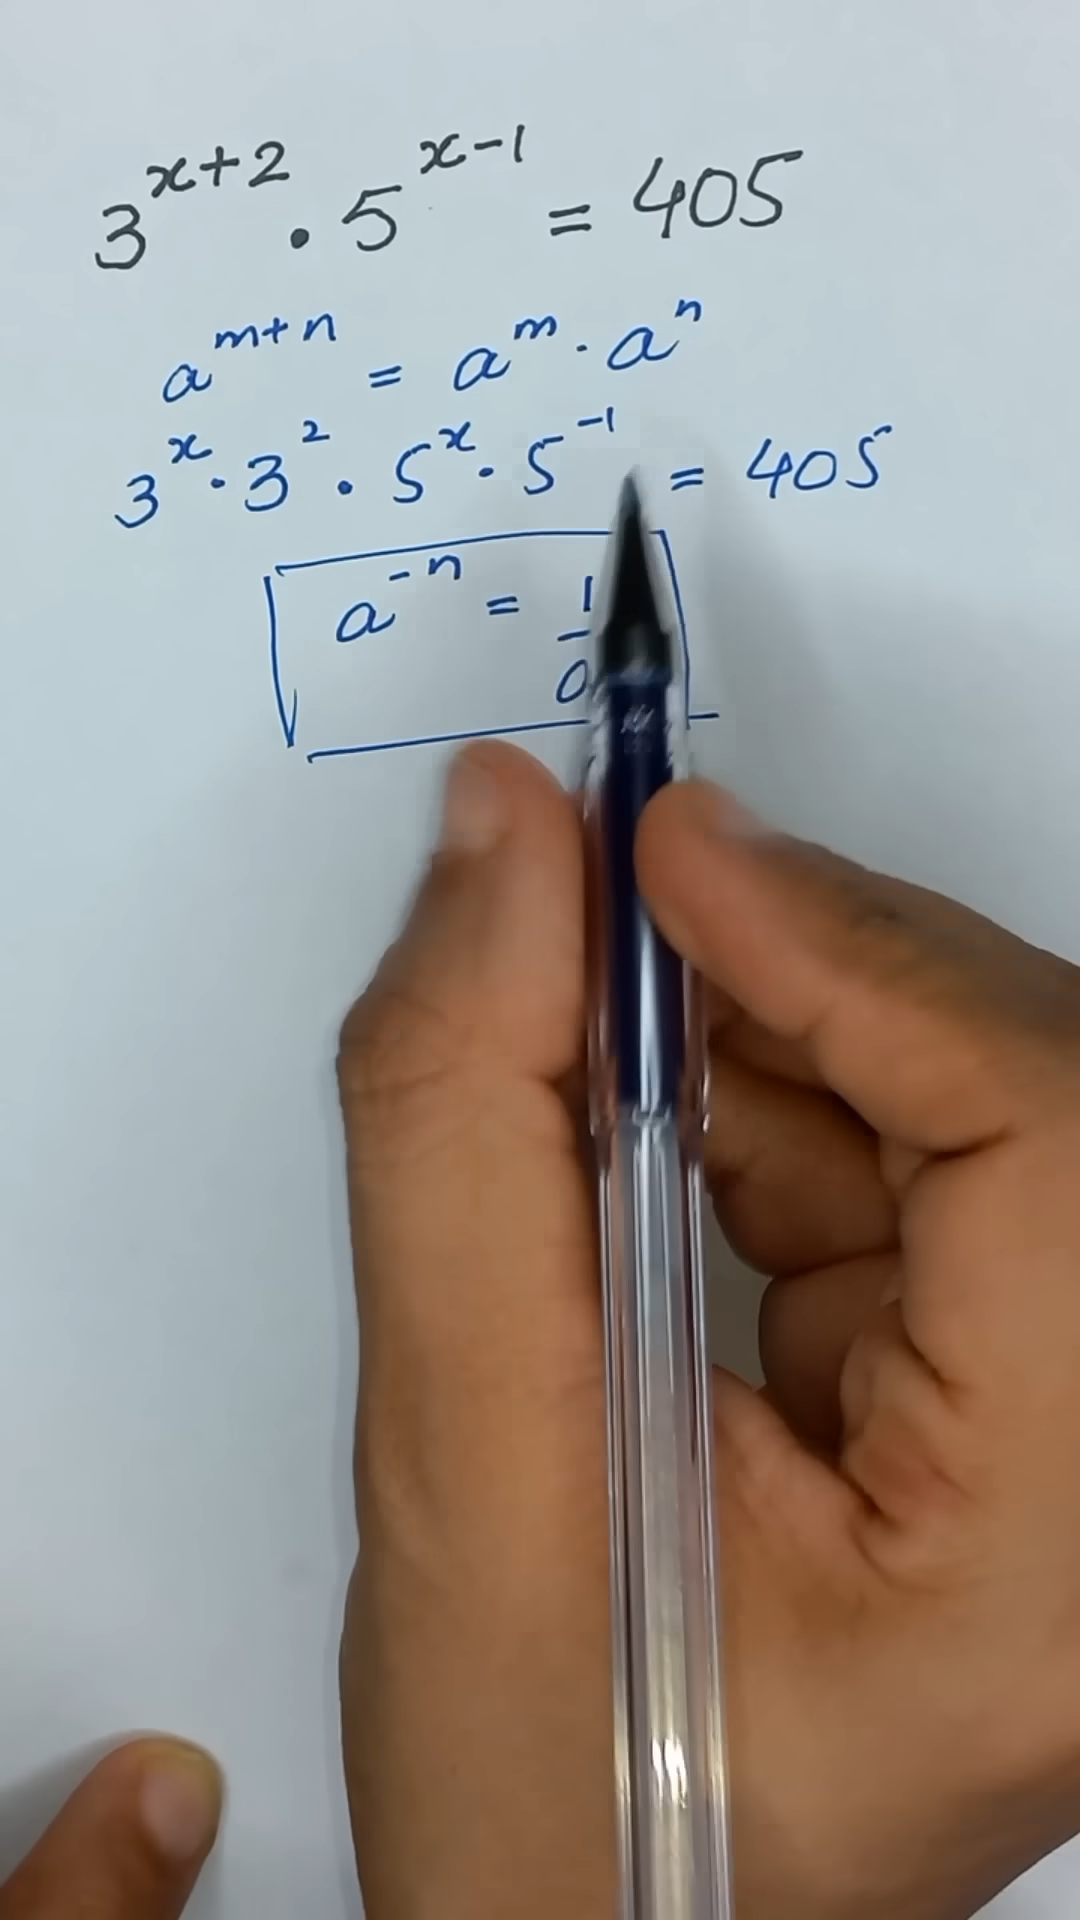 3^{x+2} · 5^{x-1} = 405
a^{m+n} = a^m · a^n
3^x · 3^2 · 5^x · 5^{-1} = 405
a^{-n} = 1/a